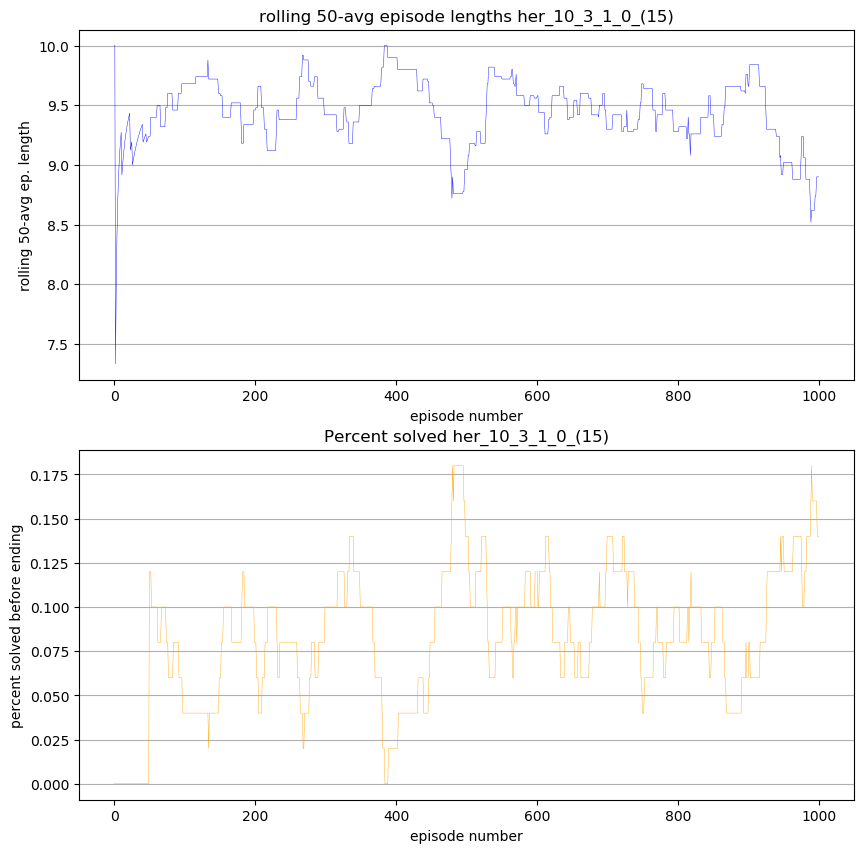 rolling 50-avg episode lengths her_10_3_1_0_(15)
10.0
9.5
9.0
8.5
8.0
7.5
rolling 50-avg ep. length
0 200 400 600 800 1000
episode number
Percent solved her_10_3_1_0_(15)
0.175
0.150
0.125
0.100
0.075
0.050
0.025
0.000
percent solved before ending
0 200 400 600 800 1000
episode number